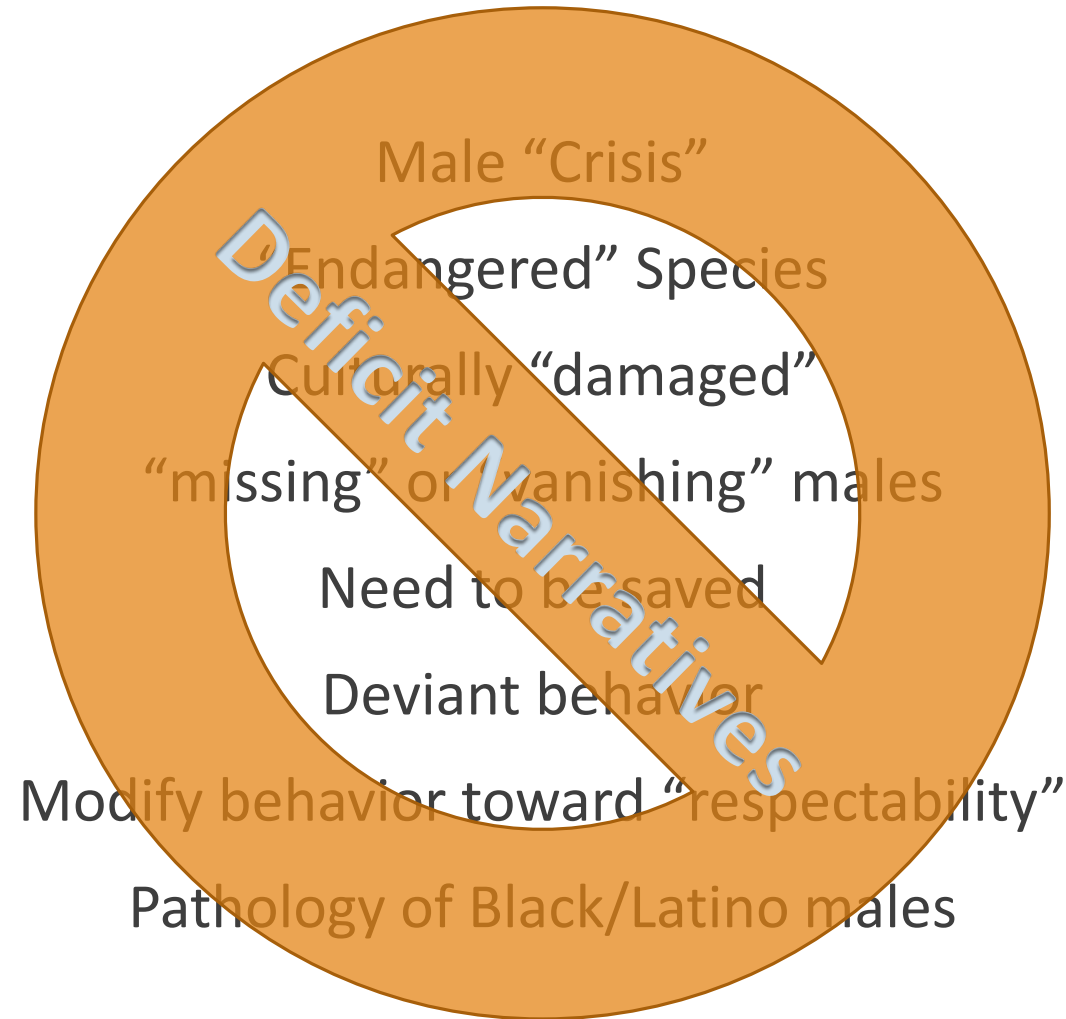 Male “Crisis”
“Endangered” Species
Culturally “damaged”
“missing” or “vanishing” males
Need to be saved
Deviant behavior
Modify behavior toward “respectability”
Pathology of Black/Latino males
Deficit Narratives